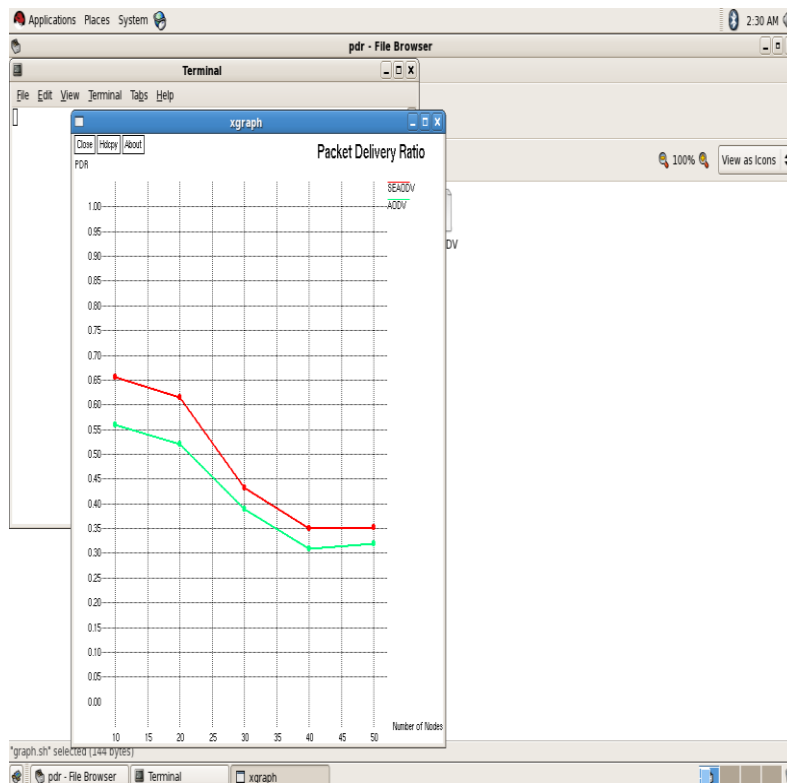 Applications Places System 2:30 AM
pdr - File Browser
Terminal
File Edit View Terminal Tabs Help
xgraph
Close Hdcpy About
Packet Delivery Ratio
PDR
100% View as Icons
SEAODV
AODV
DV
1.00
0.95
0.90
0.85
0.80
0.75
0.70
0.65
0.60
0.55
0.50
0.45
0.40
0.35
0.30
0.25
0.20
0.15
0.10
0.05
0.00
Number of Nodes
10 15 20 25 30 35 40 45 50
"graph.sh" selected (144 bytes)
pdr - File Browser Terminal xgraph